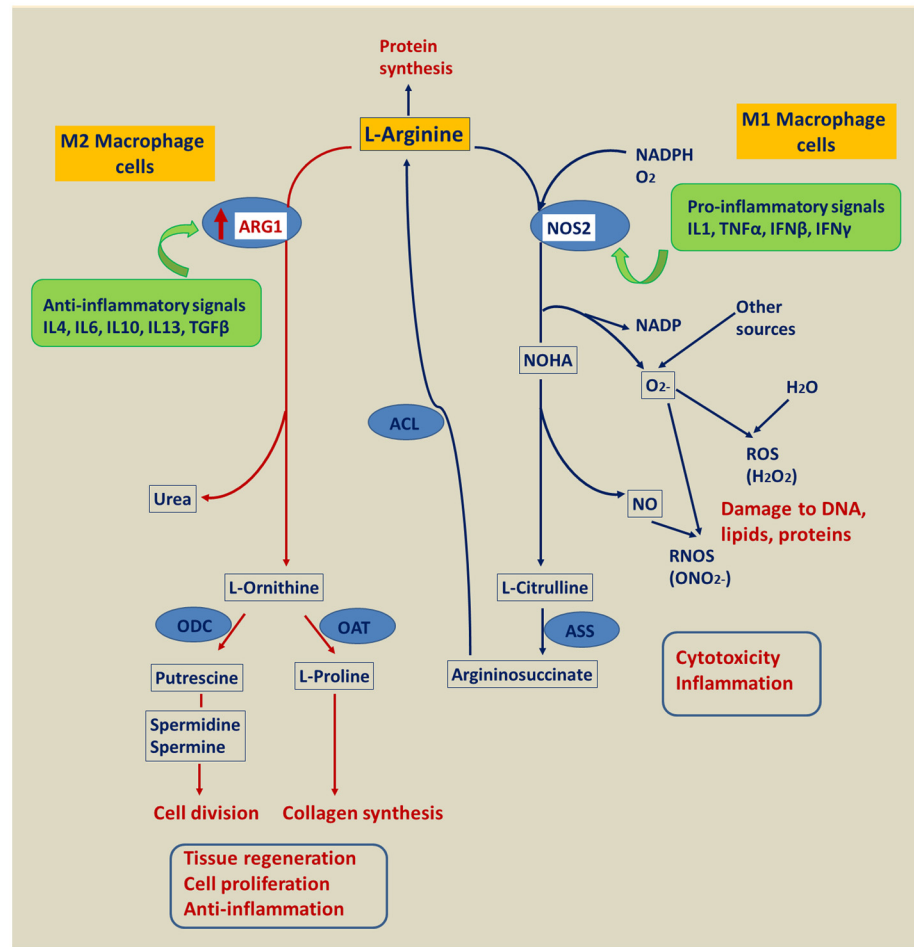 Protein
synthesis
L-Arginine
M2 Macrophage
cells
M1 Macrophage
cells
NADPH
O2
ARG1
NOS2
Pro-inflammatory signals
IL1, TNFα, IFNβ, IFNγ
Anti-inflammatory signals
IL4, IL6, IL10, IL13, TGFβ
NADP
Other
sources
NOHA
O2-
H2O
ACL
ROS
(H2O2)
Urea
NO
Damage to DNA,
lipids, proteins
RNOS
(ONO2-)
L-Ornithine
L-Citrulline
ODC
OAT
ASS
Putrescine
L-Proline
Argininosuccinate
Cytotoxicity
Inflammation
Spermidine
Spermine
Cell division
Collagen synthesis
Tissue regeneration
Cell proliferation
Anti-inflammation